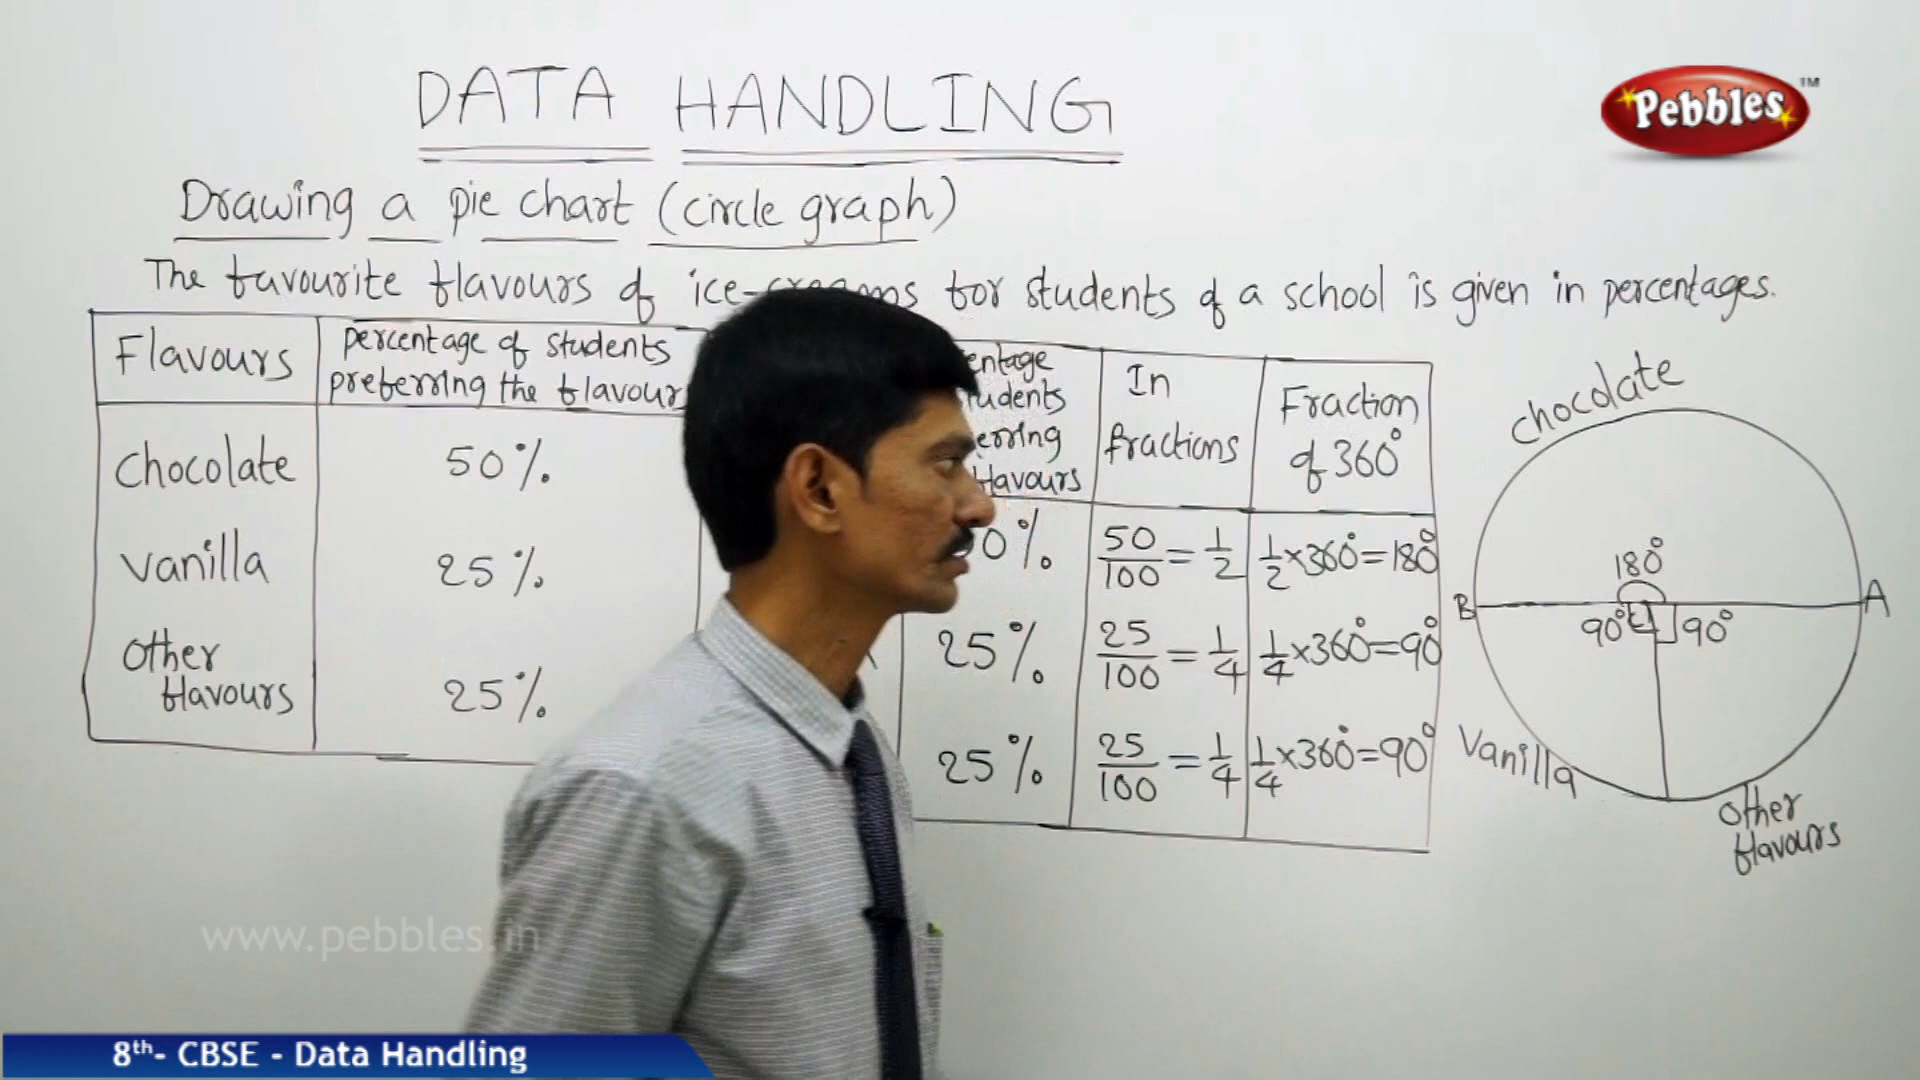 DATA HANDLING
Pebbles™
Drawing a pie chart (circle graph)
The favourite flavours of ice-creams for students of a school is given in percentages.
Flavours
percentage of students
preferring the flavour
chocolate 50%
vanilla 25%
other
flavours 25%
In
fractions
Fraction
of 360°
50/100 = 1/2
1/2 × 360° = 180°
25% 25/100 = 1/4 1/4 × 360° = 90°
25% 25/100 = 1/4 1/4 × 360° = 90°
chocolate
180°
B A
90° 90°
Vanilla
other
flavours
www.pebbles.in
8th- CBSE - Data Handling